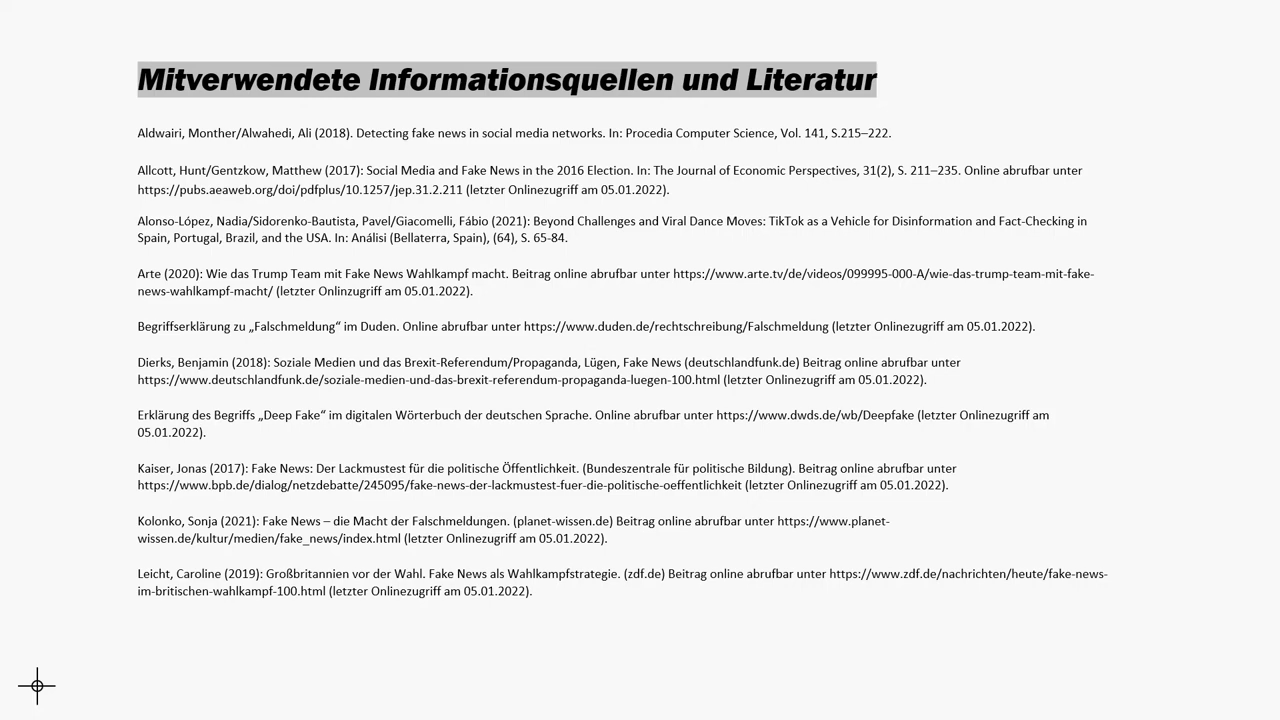 Mitverwendete Informationsquellen und Literatur
Aldwairi, Monther/Alwahedi, Ali (2018). Detecting fake news in social media networks. In: Procedia Computer Science, Vol. 141, S.215–222.
Allcott, Hunt/Gentzkow, Matthew (2017): Social Media and Fake News in the 2016 Election. In: The Journal of Economic Perspectives, 31(2), S. 211–235. Online abrufbar unter
https://pubs.aeaweb.org/doi/pdfplus/10.1257/jep.31.2.211 (letzter Onlinezugriff am 05.01.2022).
Alonso-López, Nadia/Sidorenko-Bautista, Pavel/Giacomelli, Fábio (2021): Beyond Challenges and Viral Dance Moves: TikTok as a Vehicle for Disinformation and Fact-Checking in
Spain, Portugal, Brazil, and the USA. In: Anàlisi (Bellaterra, Spain), (64), S. 65-84.
Arte (2020): Wie das Trump Team mit Fake News Wahlkampf macht. Beitrag online abrufbar unter https://www.arte.tv/de/videos/099995-000-A/wie-das-trump-team-mit-fake-
news-wahlkampf-macht/ (letzter Onlinzugriff am 05.01.2022).
Begriffserklärung zu „Falschmeldung“ im Duden. Online abrufbar unter https://www.duden.de/rechtschreibung/Falschmeldung (letzter Onlinezugriff am 05.01.2022).
Dierks, Benjamin (2018): Soziale Medien und das Brexit-Referendum/Propaganda, Lügen, Fake News (deutschlandfunk.de) Beitrag online abrufbar unter
https://www.deutschlandfunk.de/soziale-medien-und-das-brexit-referendum-propaganda-luegen-100.html (letzter Onlinezugriff am 05.01.2022).
Erklärung des Begriffs „Deep Fake“ im digitalen Wörterbuch der deutschen Sprache. Online abrufbar unter https://www.dwds.de/wb/Deepfake (letzter Onlinezugriff am
05.01.2022).
Kaiser, Jonas (2017): Fake News: Der Lackmustest für die politische Öffentlichkeit. (Bundeszentrale für politische Bildung). Beitrag online abrufbar unter
https://www.bpb.de/dialog/netzdebatte/245095/fake-news-der-lackmustest-fuer-die-politische-oeffentlichkeit (letzter Onlinezugriff am 05.01.2022).
Kolonko, Sonja (2021): Fake News – die Macht der Falschmeldungen. (planet-wissen.de) Beitrag online abrufbar unter https://www.planet-
wissen.de/kultur/medien/fake_news/index.html (letzter Onlinezugriff am 05.01.2022).
Leicht, Caroline (2019): Großbritannien vor der Wahl. Fake News als Wahlkampfstrategie. (zdf.de) Beitrag online abrufbar unter https://www.zdf.de/nachrichten/heute/fake-news-
im-britischen-wahlkampf-100.html (letzter Onlinezugriff am 05.01.2022).